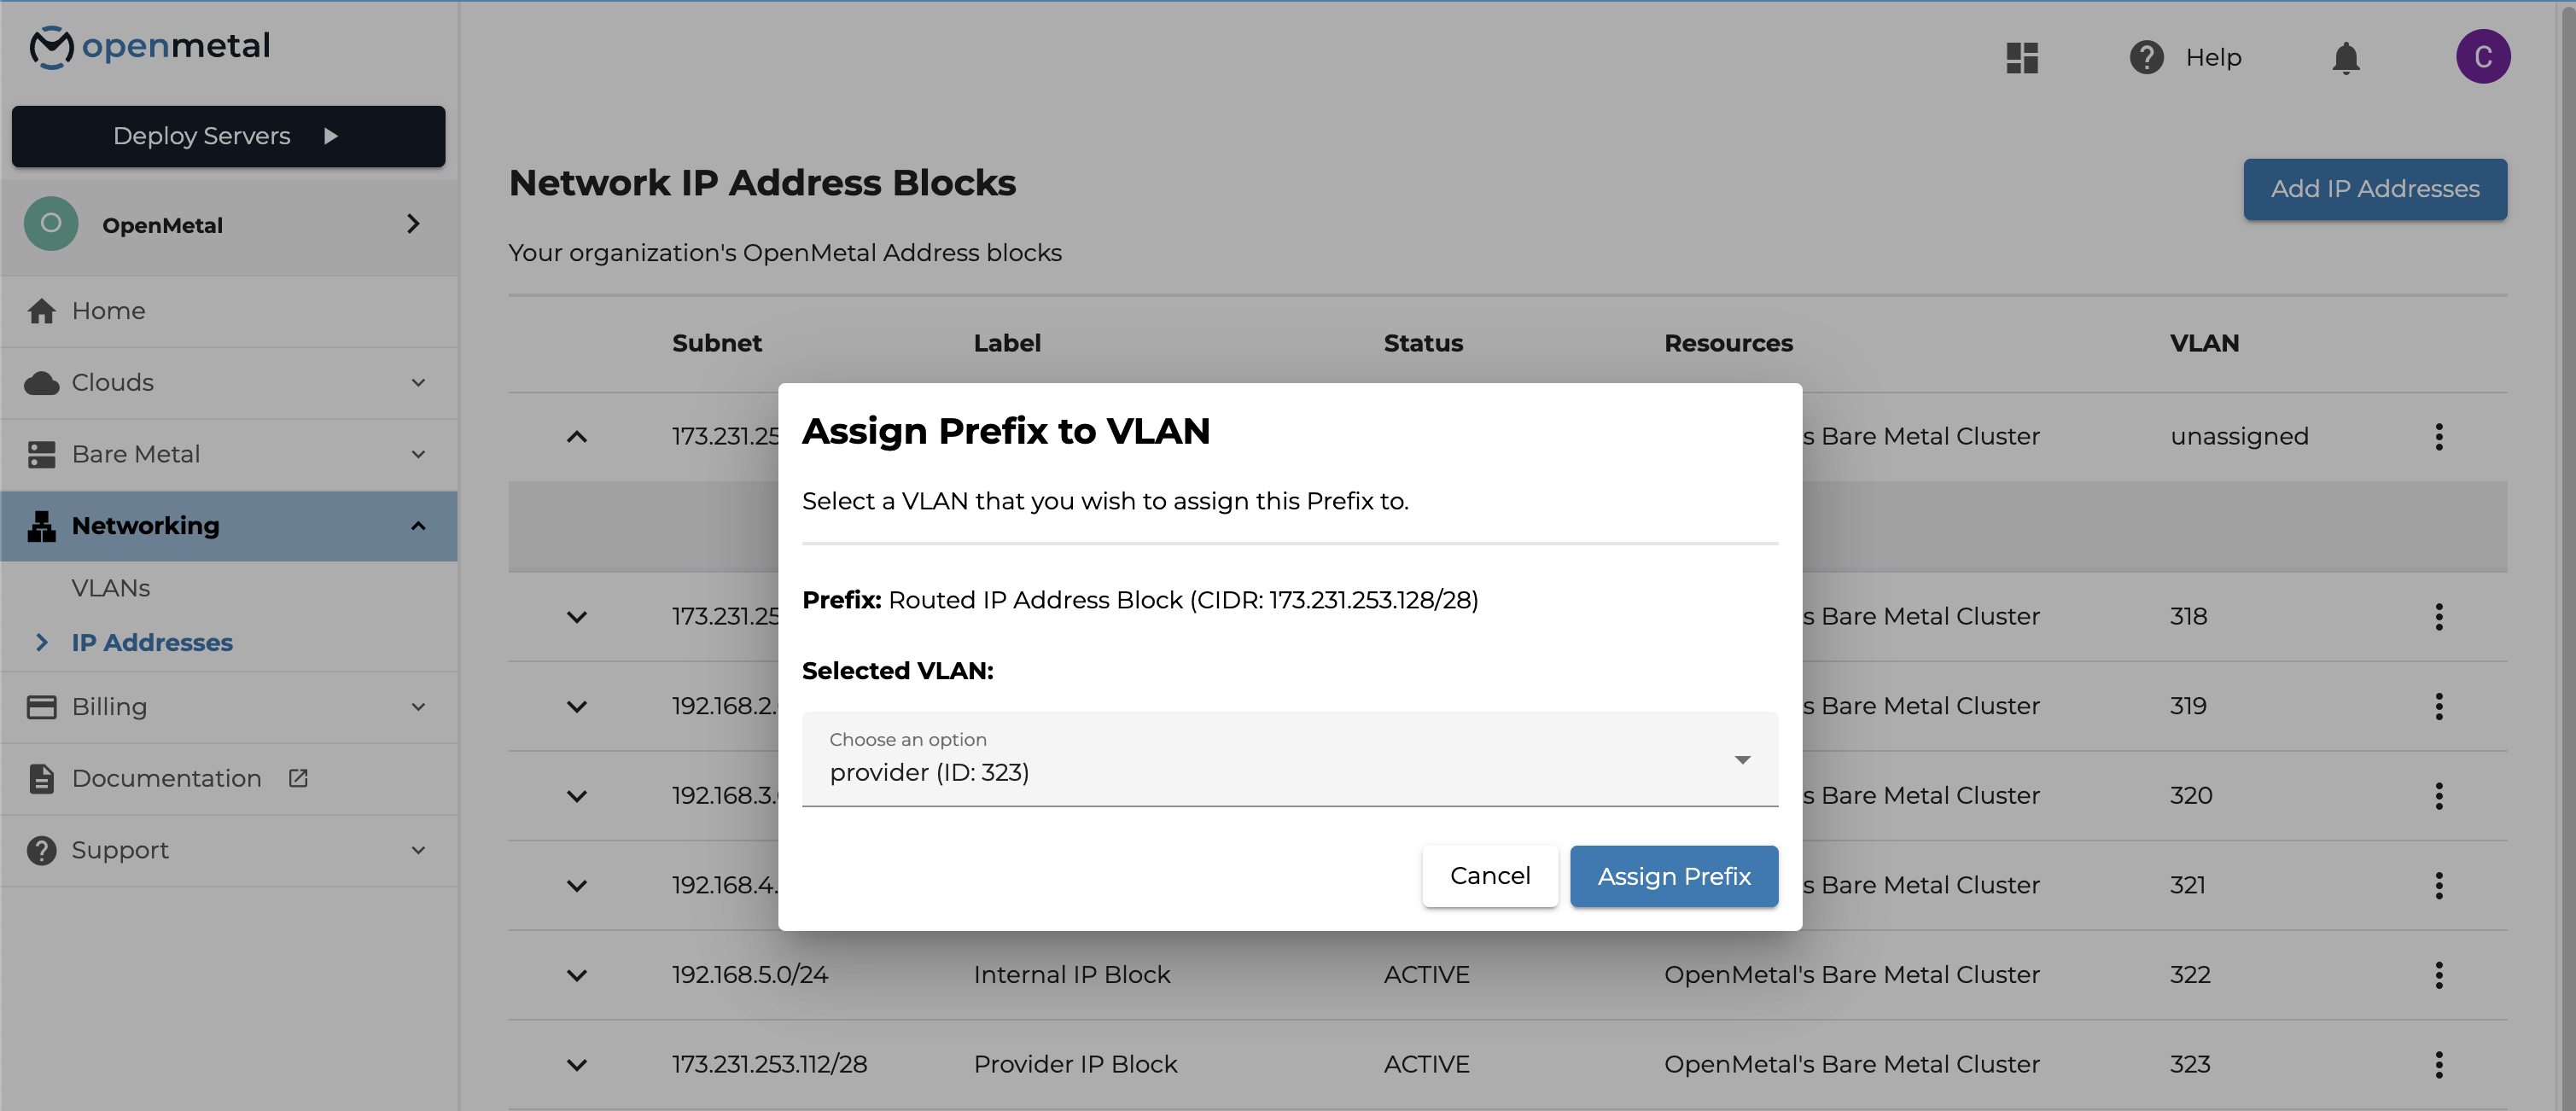 openmetal
Help
C
Deploy Servers
O OpenMetal
Home
Clouds
Bare Metal
Networking
VLANs
IP Addresses
Billing
Documentation
Support
Network IP Address Blocks
Add IP Addresses
Your organization's OpenMetal Address blocks
Subnet Label Status Resources VLAN
173.231.25 s Bare Metal Cluster unassigned
173.231.25 s Bare Metal Cluster 318
192.168.2. s Bare Metal Cluster 319
192.168.3. s Bare Metal Cluster 320
192.168.4. s Bare Metal Cluster 321
192.168.5.0/24 Internal IP Block ACTIVE OpenMetal's Bare Metal Cluster 322
173.231.253.112/28 Provider IP Block ACTIVE OpenMetal's Bare Metal Cluster 323
Assign Prefix to VLAN
Select a VLAN that you wish to assign this Prefix to.
Prefix: Routed IP Address Block (CIDR: 173.231.253.128/28)
Selected VLAN:
Choose an option
provider (ID: 323)
Cancel
Assign Prefix